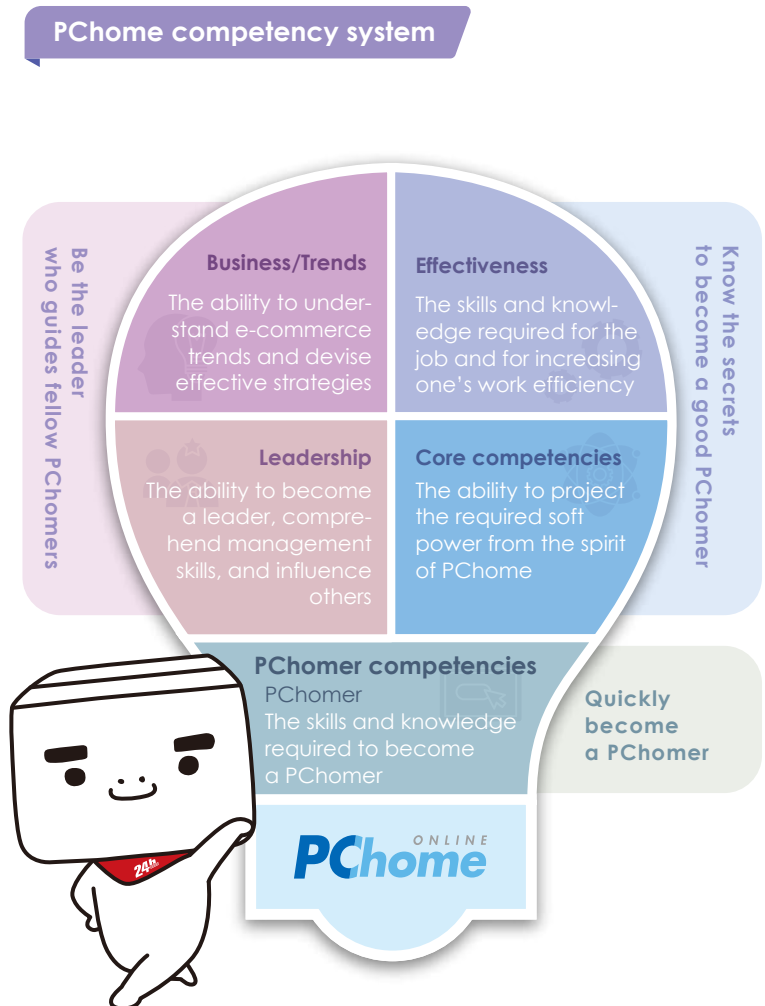 PChome competency system
Be the leader
who guides fellow PChomers
Business/Trends
The ability to under-
stand e-commerce
trends and devise
effective strategies
Effectiveness
The skills and knowl-
edge required for the
job and for increasing
one’s work efficiency
Know the secrets
to become a good PChomer
Leadership
The ability to become
a leader, compre-
hend management
skills, and influence
others
Core competencies
The ability to project
the required soft
power from the spirit
of PChome
PChomer competencies
PChomer
The skills and knowledge
required to become
a PChomer
Quickly
become
a PChomer
ONLINE
PChome
24h